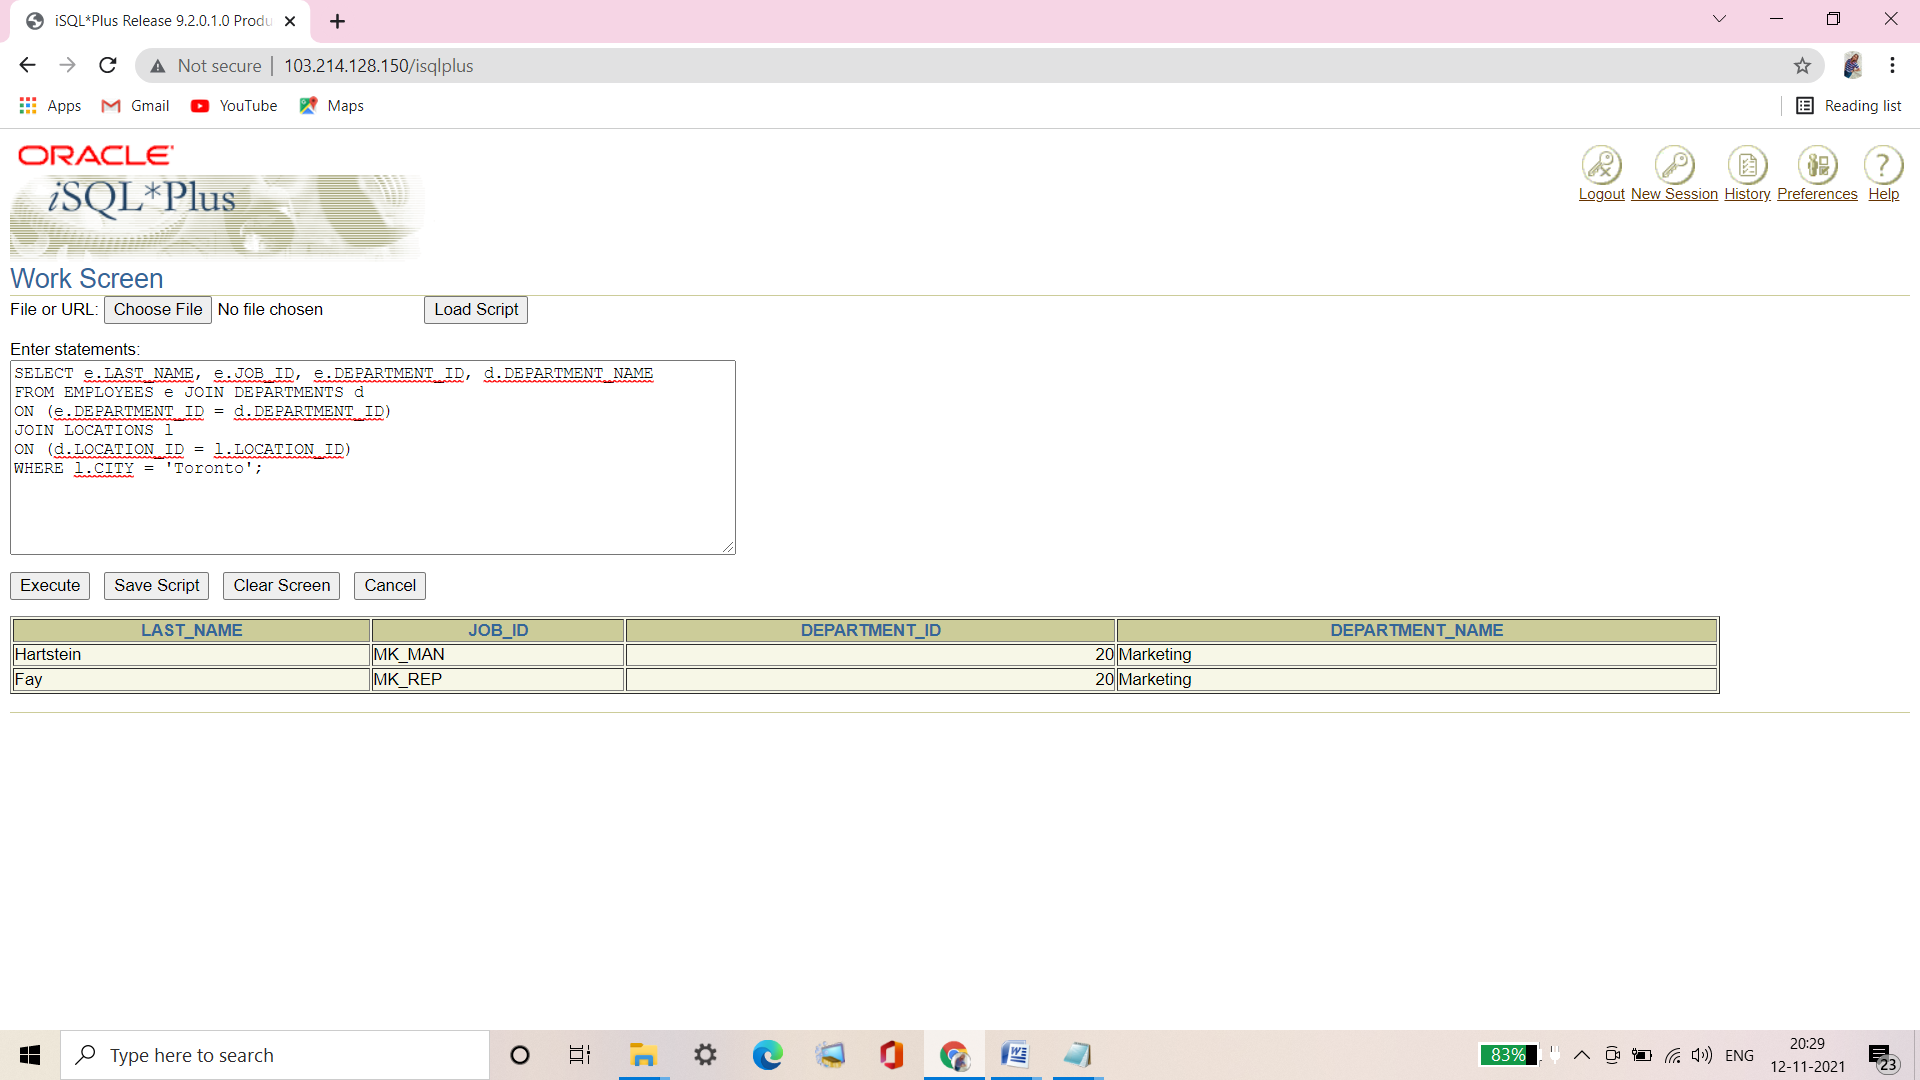 iSQL*Plus Release 9.2.0.1.0 Produ
Not secure | 103.214.128.150/isqlplus
Apps Gmail YouTube Maps Reading list
ORACLE
iSQL*Plus
Logout New Session History Preferences Help
Work Screen
File or URL: Choose File No file chosen Load Script
Enter statements:
SELECT e.LAST_NAME, e.JOB_ID, e.DEPARTMENT_ID, d.DEPARTMENT_NAME
FROM EMPLOYEES e JOIN DEPARTMENTS d
ON (e.DEPARTMENT_ID = d.DEPARTMENT_ID)
JOIN LOCATIONS l
ON (d.LOCATION_ID = l.LOCATION_ID)
WHERE l.CITY = 'Toronto';
Execute Save Script Clear Screen Cancel
LAST_NAME JOB_ID DEPARTMENT_ID DEPARTMENT_NAME
Hartstein MK_MAN 20 Marketing
Fay MK_REP 20 Marketing
Type here to search
83%
ENG
20:29
12-11-2021
23